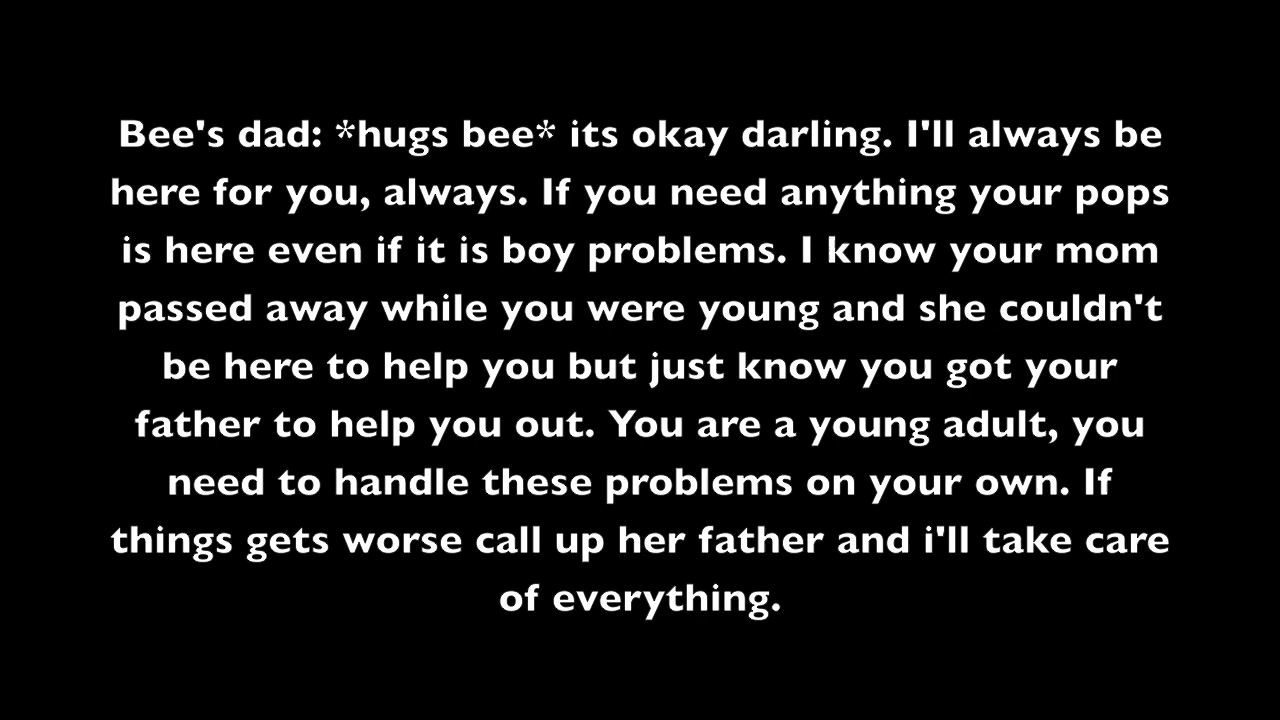 Bee's dad: *hugs bee* its okay darling. I'll always be
here for you, always. If you need anything your pops
is here even if it is boy problems. I know your mom
passed away while you were young and she couldn't
be here to help you but just know you got your
father to help you out. You are a young adult, you
need to handle these problems on your own. If
things gets worse call up her father and i'll take care
of everything.